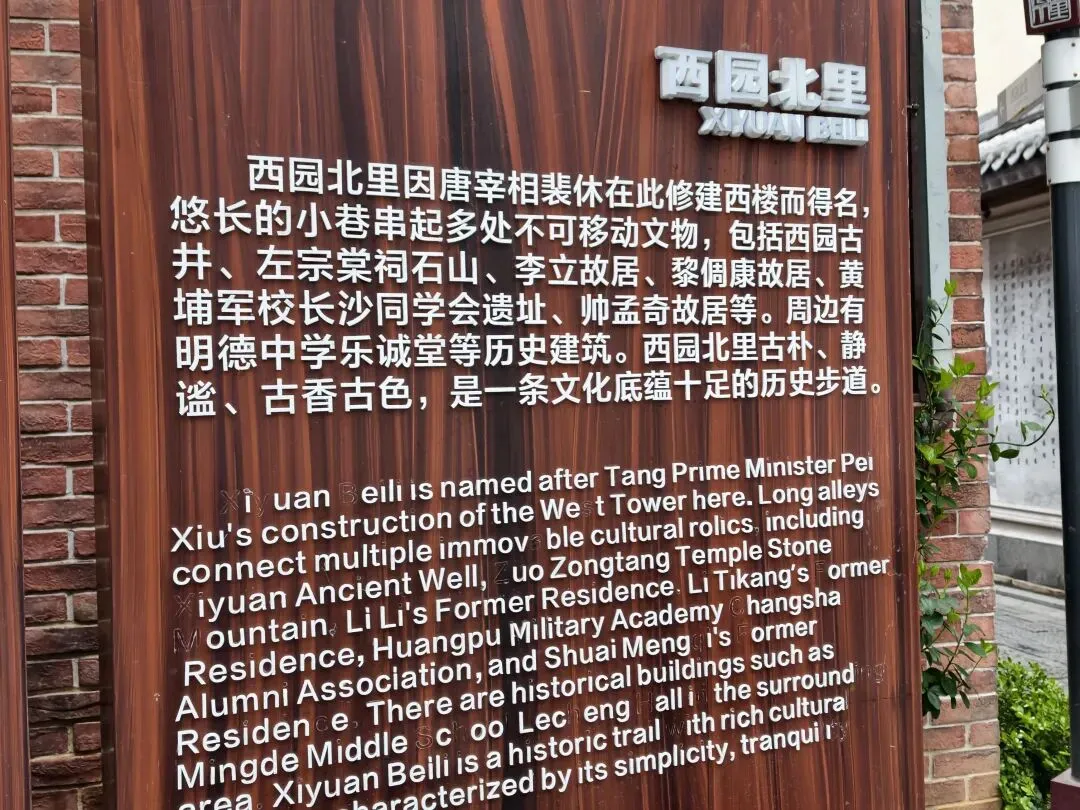 西园北里
XIYUAN BEILI
西园北里因唐宰相裴休在此修建西楼而得名，
悠长的小巷串起多处不可移动文物，包括西园古
井、左宗棠祠石山、李立故居、黎倜康故居、黄
埔军校长沙同学会遗址、帅孟奇故居等。周边有
明德中学乐诚堂等历史建筑。西园北里古朴、静
谧、古香古色，是一条文化底蕴十足的历史步道。
Xiyuan Beili is named after Tang Prime Minister Pei
Xiu's construction of the West Tower here. Long alleys
connect multiple immov ble cultural rolics, including
Xiyuan Ancient Well, Zuo Zongtang Temple Stone
Mountain, Li Li's Former Residence, Li Tikang's Former
Residence, Huangpu Military Academy Changsha
Alumni Association, and Shuai Mengqi's Former
Residence. There are historical buildings such as
Mingde Middle School Lecheng Hall in the surrounding
area. Xiyuan Beili is a historic trail with rich cultural
characterized by its simplicity, tranqui ity